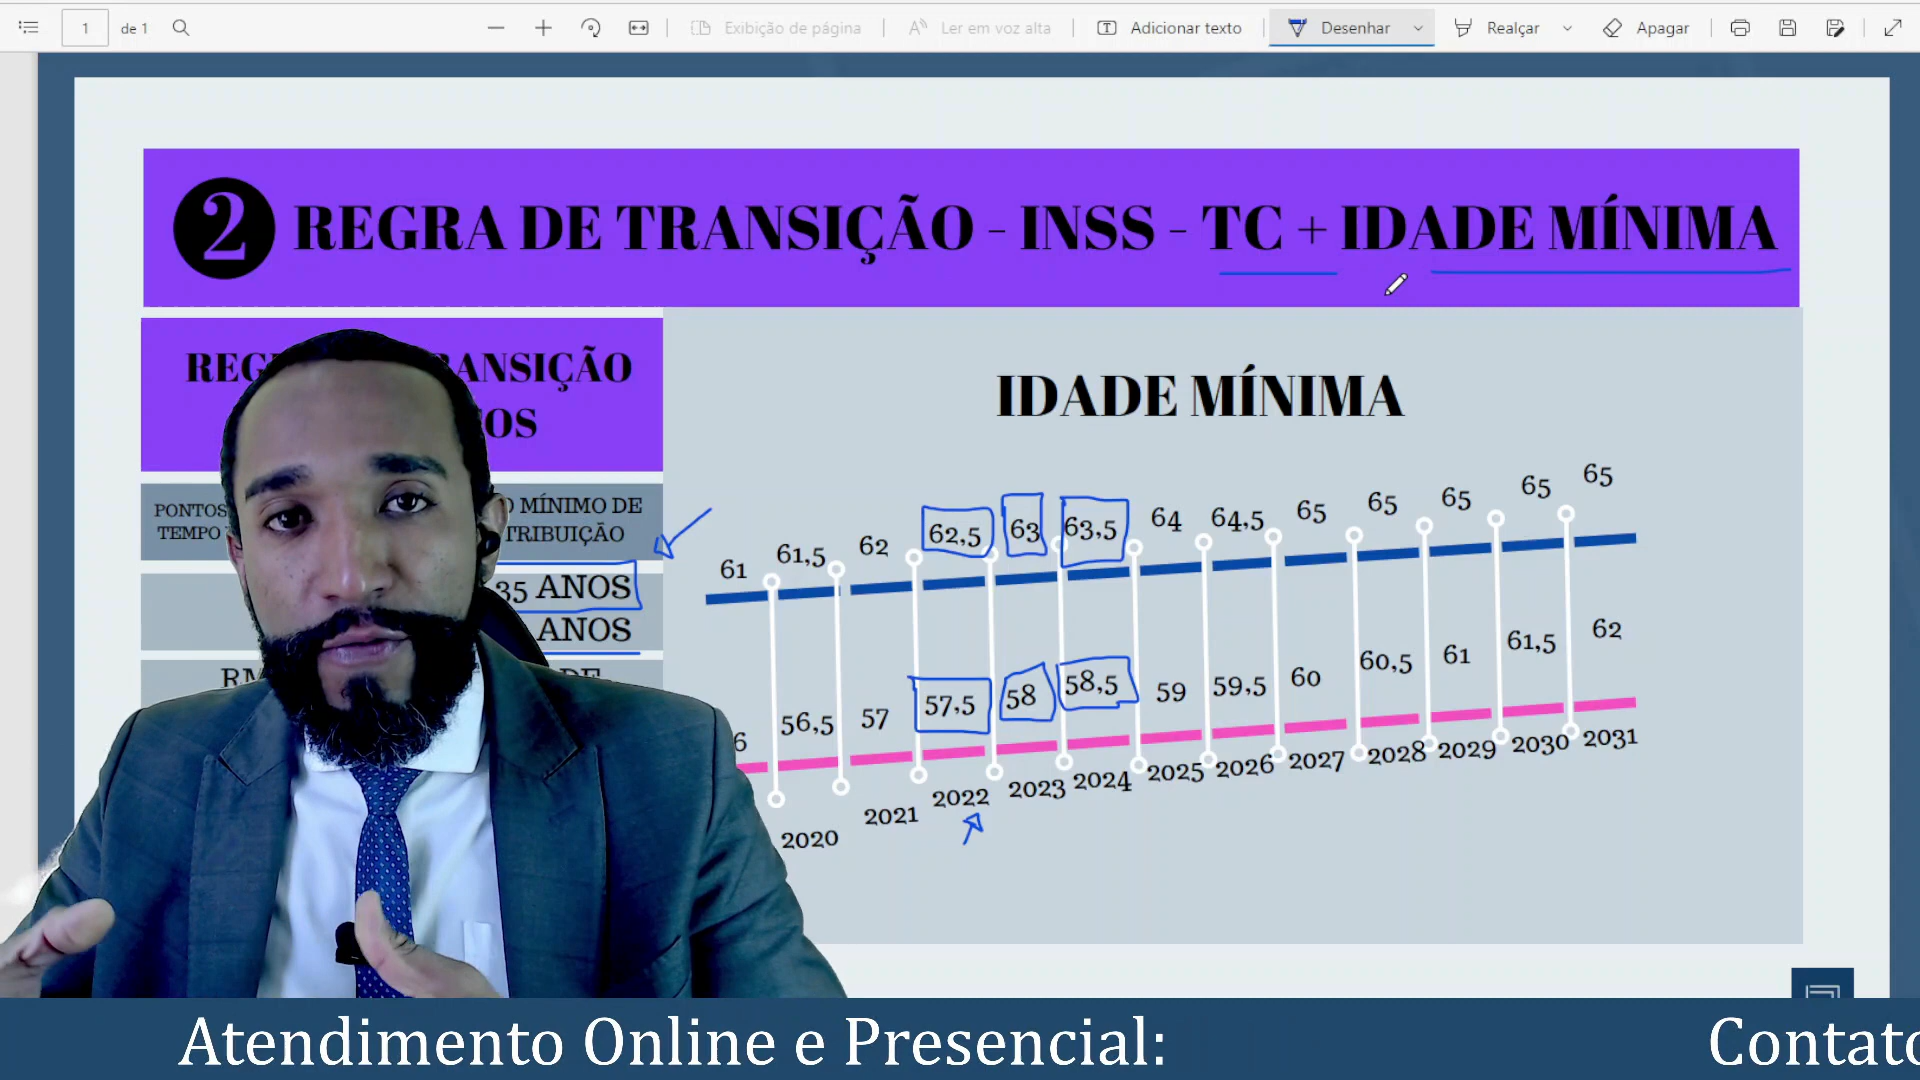 1 de 1 Exibição de página Ler em voz alta Adicionar texto Desenhar Realçar Apagar
2 REGRA DE TRANSIÇÃO - INSS - TC + IDADE MÍNIMA
IDADE MÍNIMA
PONTOS MÍNIMO DE
TEMPO
35 ANOS
ANOS
61 61,5 62 62,5 63 63,5 64 64,5 65 65 65 65 65
56,5 57 57,5 58 58,5 59 59,5 60 60,5 61 61,5 62
2020 2021 2022 2023 2024 2025 2026 2027 2028 2029 2030 2031
Atendimento Online e Presencial: